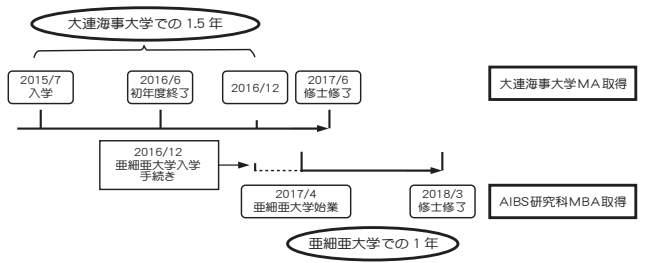 大連海事大学での 1.5 年
2015/7
入学
2016/6
初年度終了
2016/12
2017/6
修士修了
大連海事大学MA取得
2016/12
亜細亜大学入学
手続き
2017/4
亜細亜大学始業
2018/3
修士修了
AIBS研究科MBA取得
亜細亜大学での 1 年